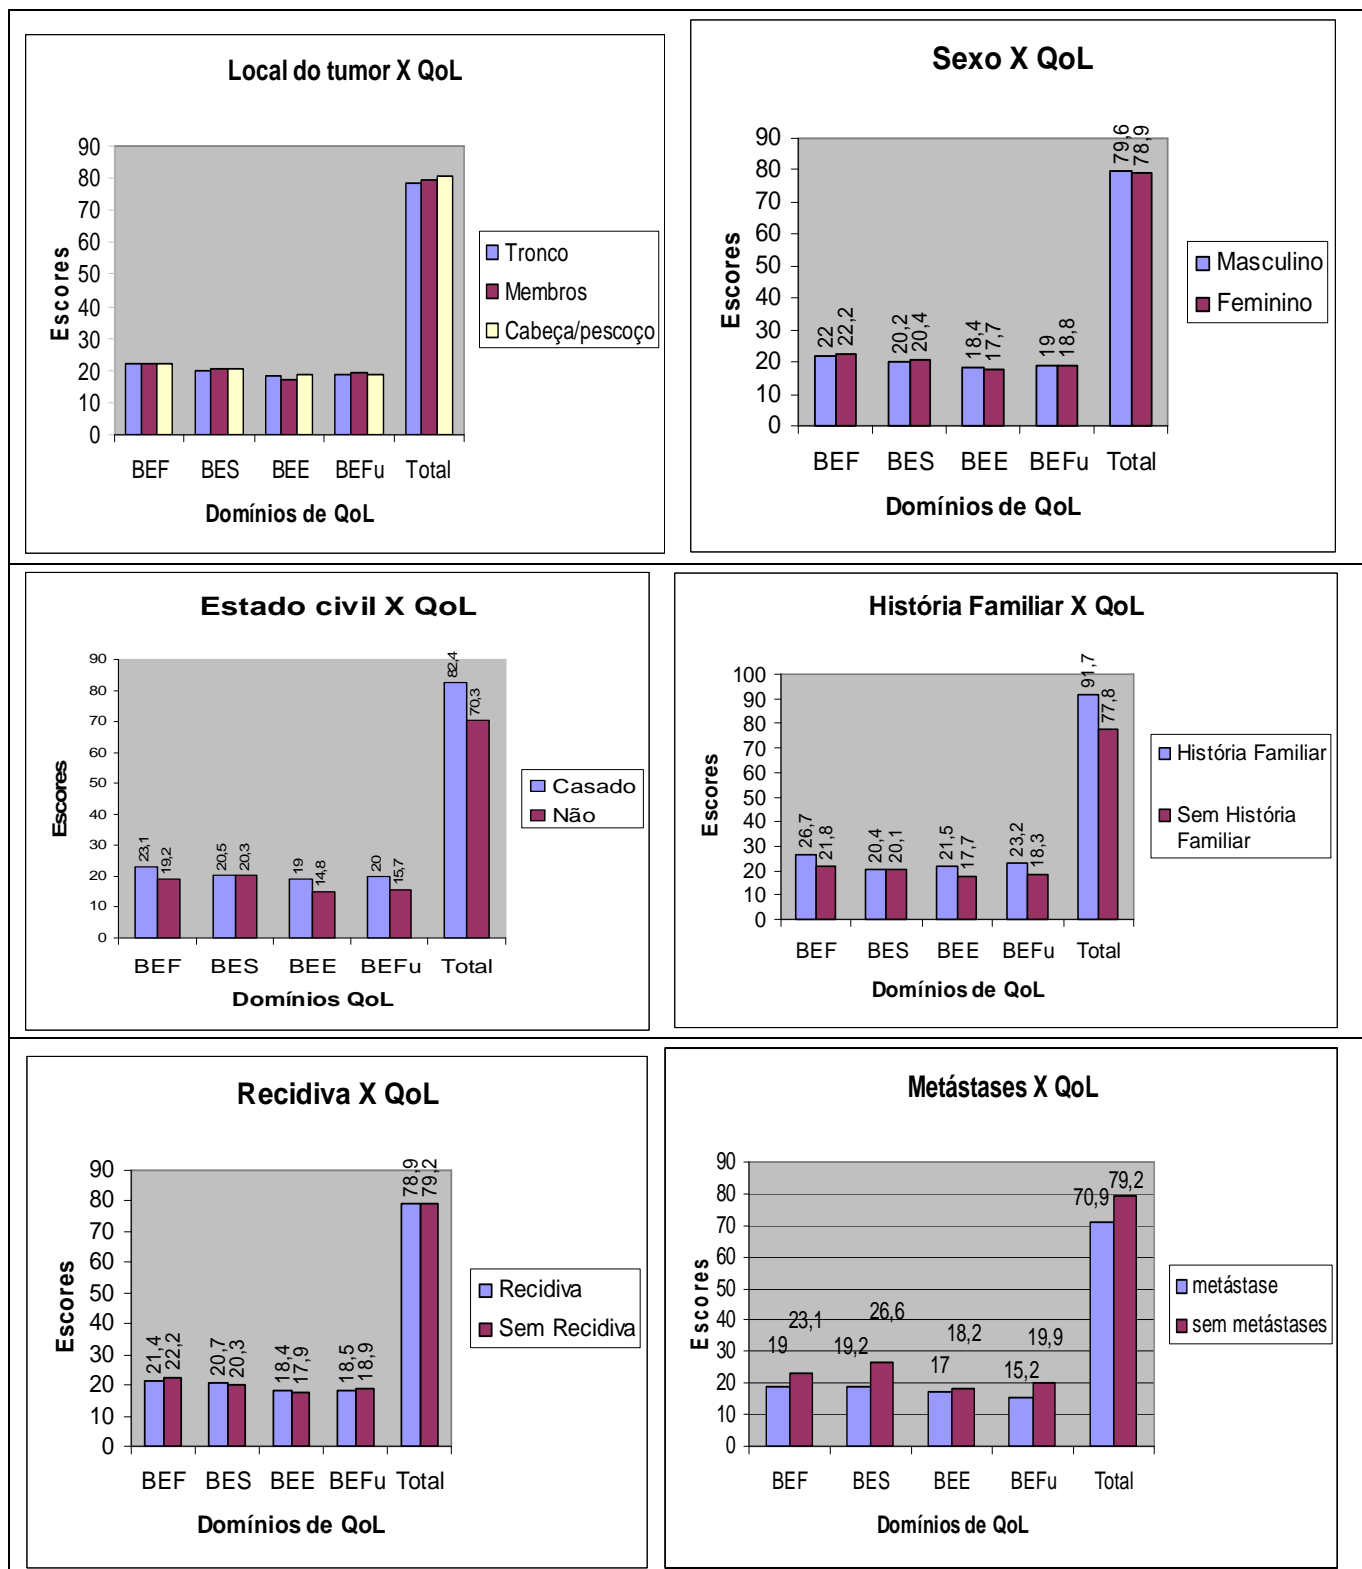 Local do tumor X QoL
90
80
70
60
50
40
30
20
10
0
Escores
BEF BES BEE BEFu Total
Domínios de QoL
Tronco
Membros
Cabeça/pescoço
Sexo X QoL
90
80
70
60
50
40
30
20
10
0
Escores
22 22,2 20,2 20,4 18,4 17,7 19 18,8 79,6 78,9
BEF BES BEE BEFu Total
Domínios de QoL
Masculino
Feminino
Estado civil X QoL
90
80
70
60
50
40
30
20
10
0
Escores
23,1 19,2 20,5 20,3 19 14,8 20 15,7 82,4 70,3
BEF BES BEE BEFu Total
Domínios QoL
Casado
Não
História Familiar X QoL
100
90
80
70
60
50
40
30
20
10
0
Escores
26,7 21,8 20,4 20,1 21,5 17,7 23,2 18,3 91,7 77,8
BEF BES BEE BEFu Total
Domínios de QoL
História Familiar
Sem História
Familiar
Recidiva X QoL
90
80
70
60
50
40
30
20
10
0
Escores
21,4 22,2 20,7 20,3 18,4 17,9 18,5 18,9 78,9 79,2
BEF BES BEE BEFu Total
Domínios de QoL
Recidiva
Sem Recidiva
Metástases X QoL
90
80
70
60
50
40
30
20
10
0
Escores
19 23,1 19,2 26,6 17 18,2 15,2 19,9 70,9 79,2
BEF BES BEE BEFu Total
Domínios de QoL
metástase
sem metástases